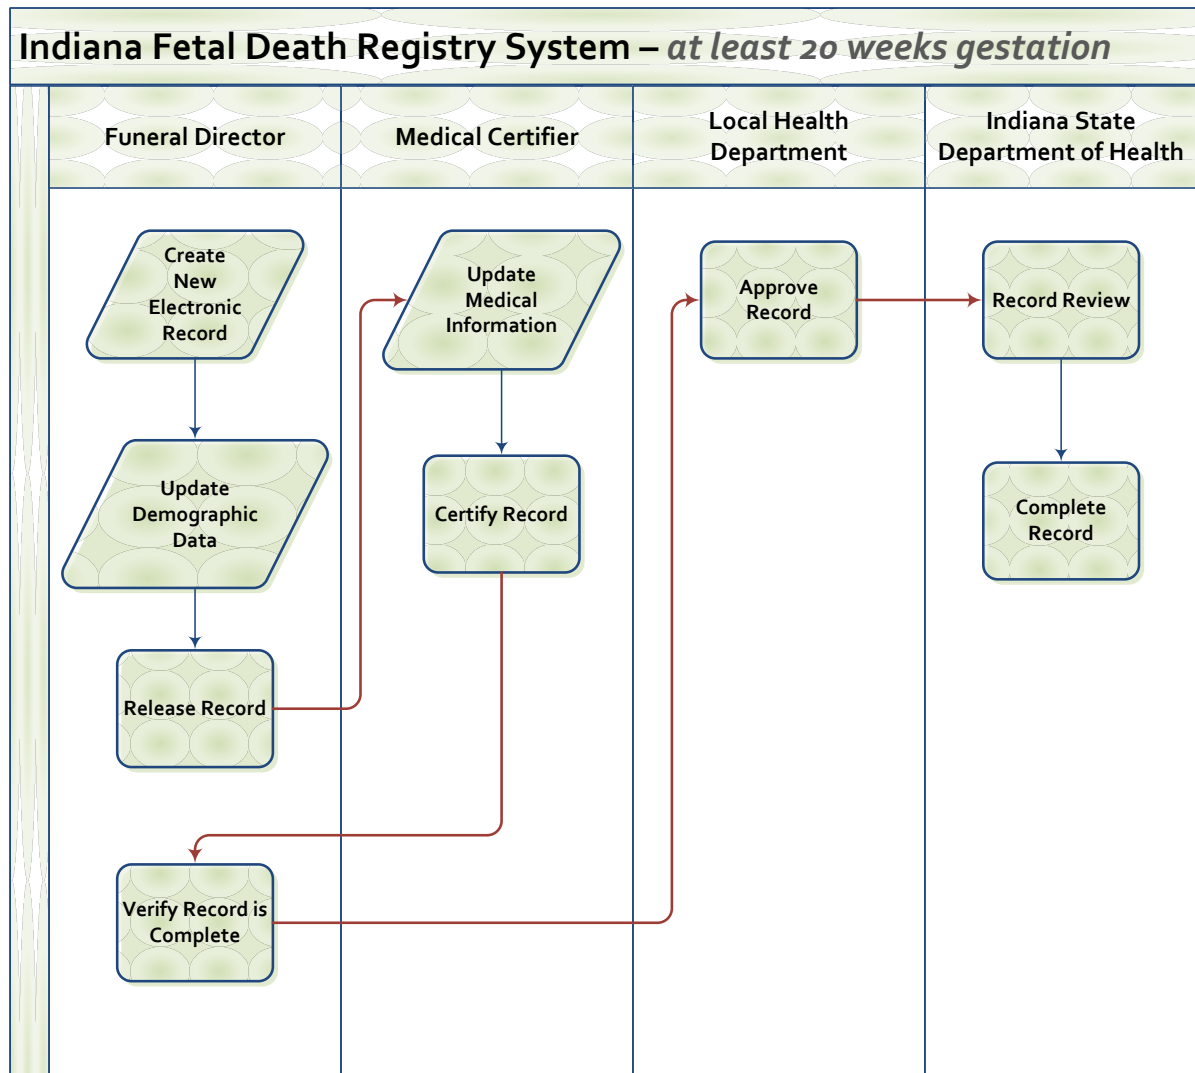 Indiana Fetal Death Registry System – at least 20 weeks gestation
Funeral Director
Medical Certifier
Local Health
Department
Indiana State
Department of Health
Create
New
Electronic
Record
Update
Demographic
Data
Release Record
Verify Record is
Complete
Update
Medical
Information
Certify Record
Approve
Record
Record Review
Complete
Record